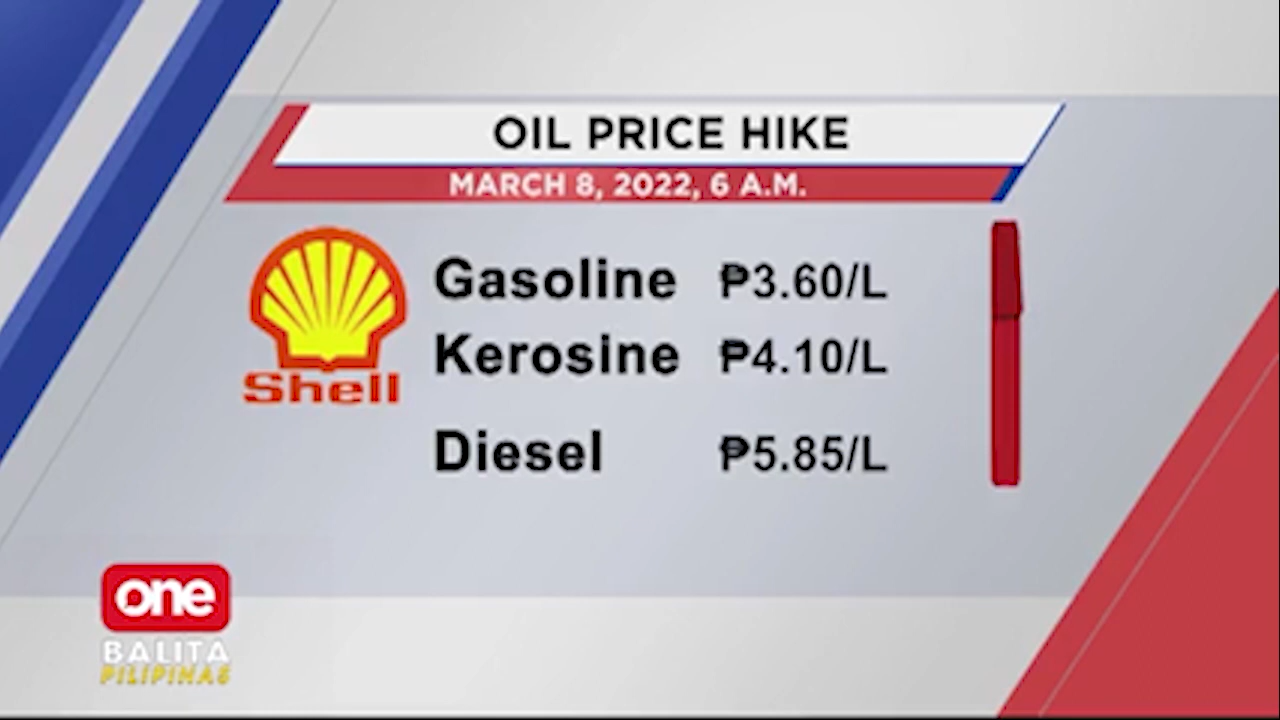 OIL PRICE HIKE
MARCH 8, 2022, 6 A.M.
Shell
Gasoline ₱3.60/L
Kerosine ₱4.10/L
Diesel ₱5.85/L
one
BALITA
PILIPINAS